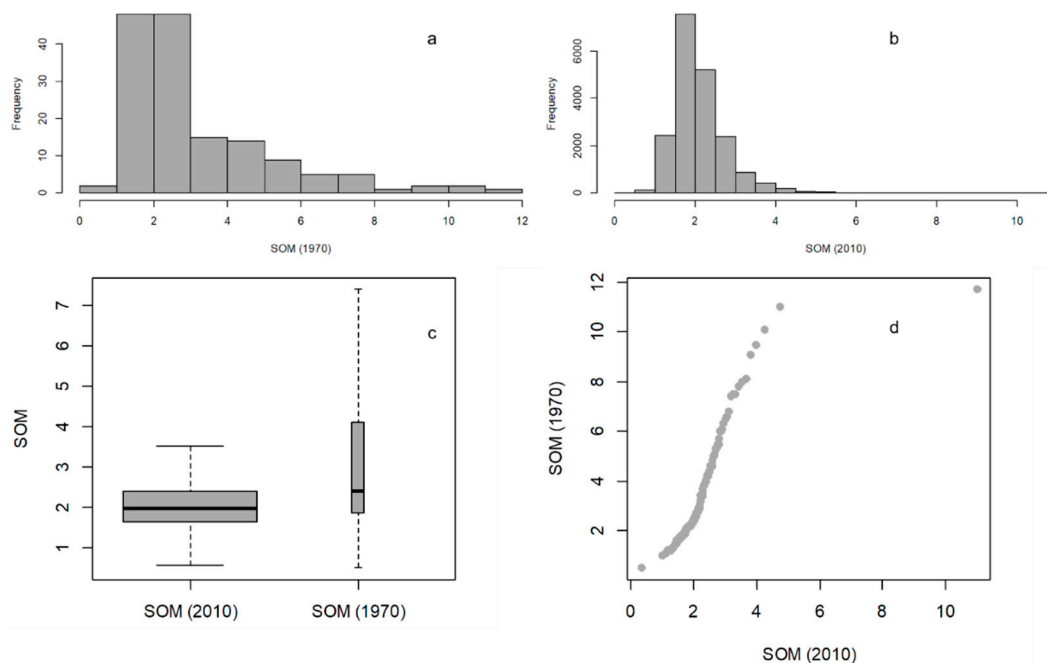 a
Frequency
0 10 20 30 40
0 2 4 6 8 10 12
SOM (1970)
b
Frequency
0 2000 4000 6000
0 2 4 6 8 10
SOM (2010)
c
SOM
1 2 3 4 5 6 7
SOM (2010) SOM (1970)
d
SOM (1970)
2 4 6 8 10 12
0 2 4 6 8 10
SOM (2010)